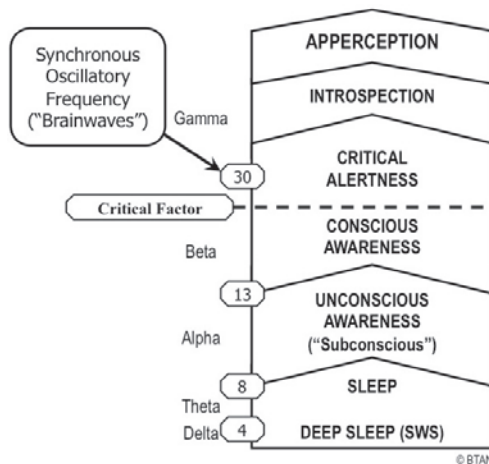 APPERCEPTION
Synchronous
Oscillatory
Frequency
("Brainwaves")
INTROSPECTION
Gamma
30
CRITICAL
ALERTNESS
Critical Factor
CONSCIOUS
AWARENESS
Beta
13
UNCONSCIOUS
AWARENESS
("Subconscious")
Alpha
8
SLEEP
Theta
Delta
4
DEEP SLEEP (SWS)
© BTAN